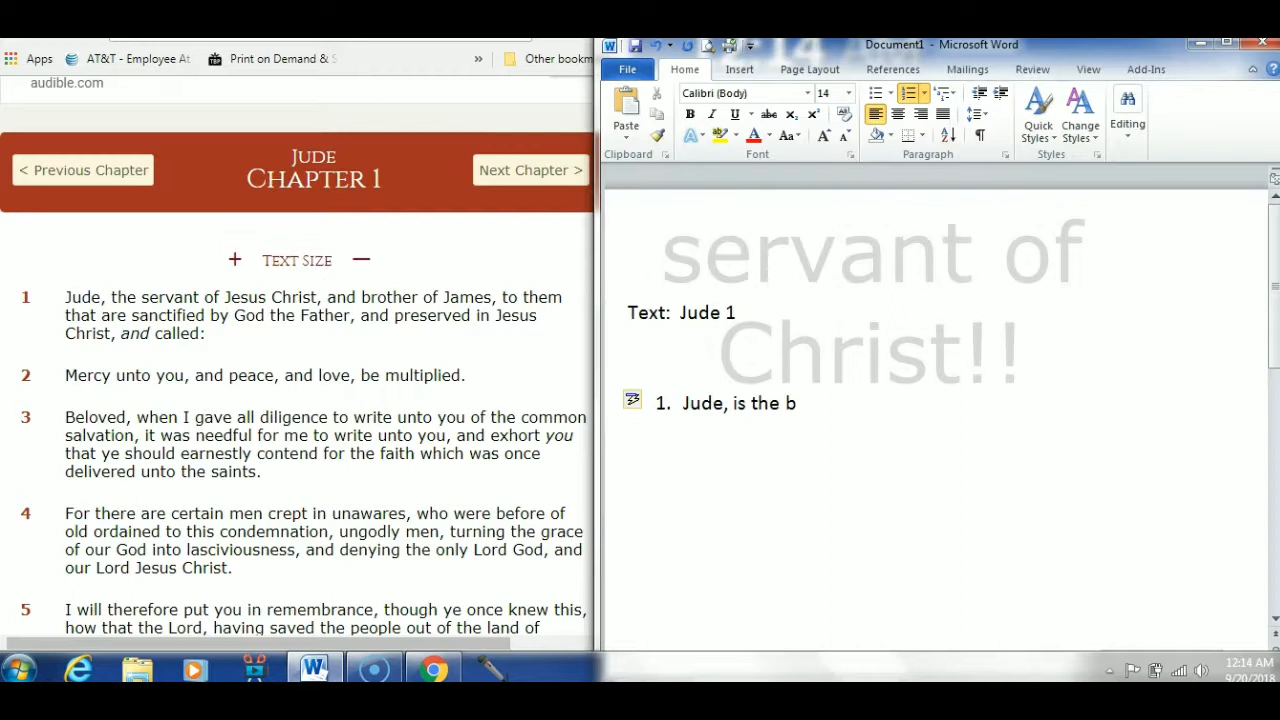 Apps AT&T - Employee At Print on Demand & S » Other bookm
audible.com
< Previous Chapter
JUDE
CHAPTER 1
Next Chapter >
+ TEXT SIZE —
1 Jude, the servant of Jesus Christ, and brother of James, to them
that are sanctified by God the Father, and preserved in Jesus
Christ, and called:
2 Mercy unto you, and peace, and love, be multiplied.
3 Beloved, when I gave all diligence to write unto you of the common
salvation, it was needful for me to write unto you, and exhort you
that ye should earnestly contend for the faith which was once
delivered unto the saints.
4 For there are certain men crept in unawares, who were before of
old ordained to this condemnation, ungodly men, turning the grace
of our God into lasciviousness, and denying the only Lord God, and
our Lord Jesus Christ.
5 I will therefore put you in remembrance, though ye once knew this,
how that the Lord, having saved the people out of the land of
Document1 - Microsoft Word
File Home Insert Page Layout References Mailings Review View Add-Ins
Calibri (Body) 14
Paste
B I U abc x₂ x²
A ab A Aa A A
Quick
Styles
Change
Styles
Editing
Clipboard Font Paragraph Styles
servant of
Text: Jude 1
Christ!!
1. Jude, is the b
12:14 AM
9/20/2018